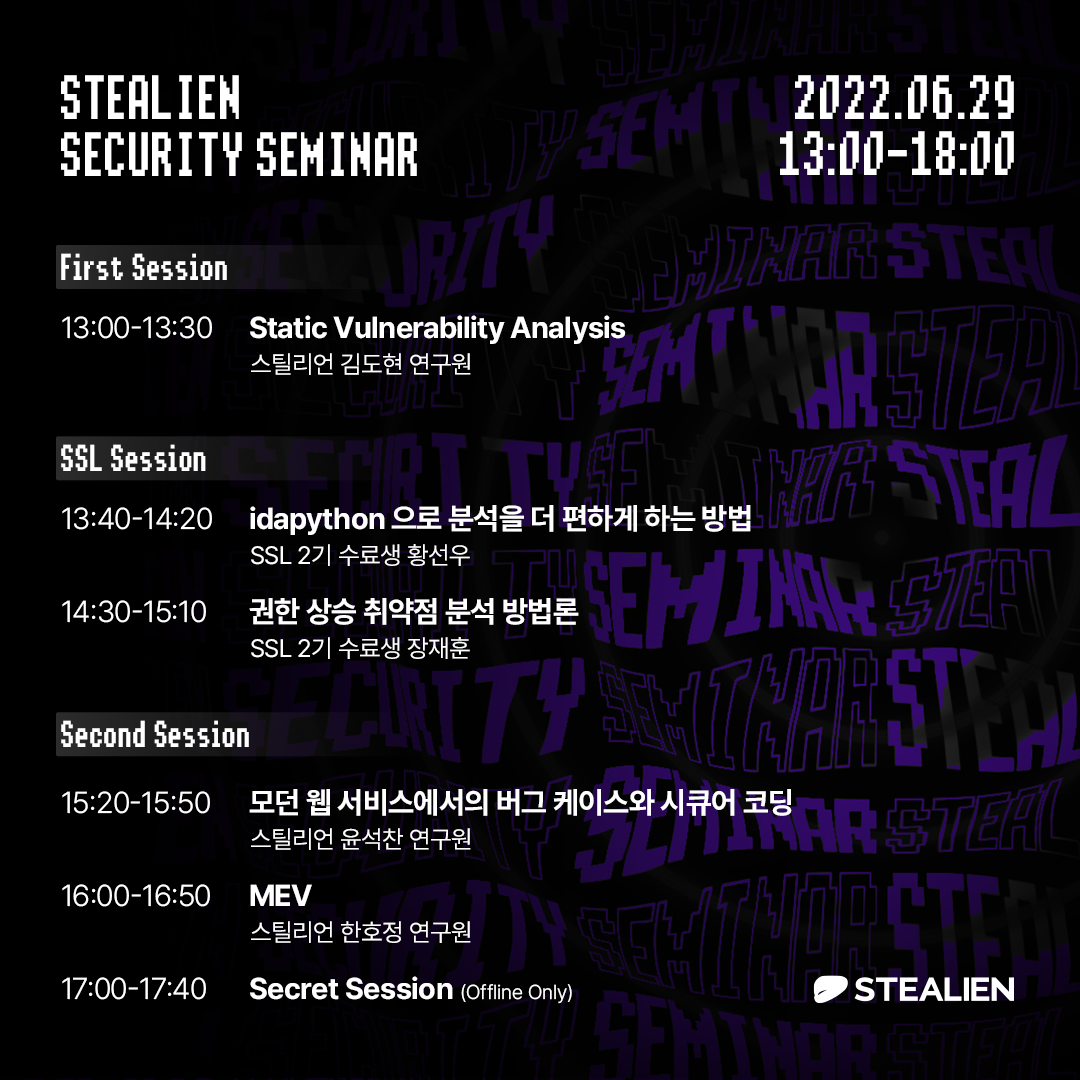 STEALIEN
SECURITY SEMINAR
2022.06.29
13:00-18:00
First Session
13:00-13:30 Static Vulnerability Analysis
스틸리언 김도현 연구원
SSL Session
13:40-14:20 idapython 으로 분석을 더 편하게 하는 방법
SSL 2기 수료생 황선우
14:30-15:10 권한 상승 취약점 분석 방법론
SSL 2기 수료생 장재훈
Second Session
15:20-15:50 모던 웹 서비스에서의 버그 케이스와 시큐어 코딩
스틸리언 윤석찬 연구원
16:00-16:50 MEV
스틸리언 한호정 연구원
17:00-17:40 Secret Session (Offline Only)
STEALIEN